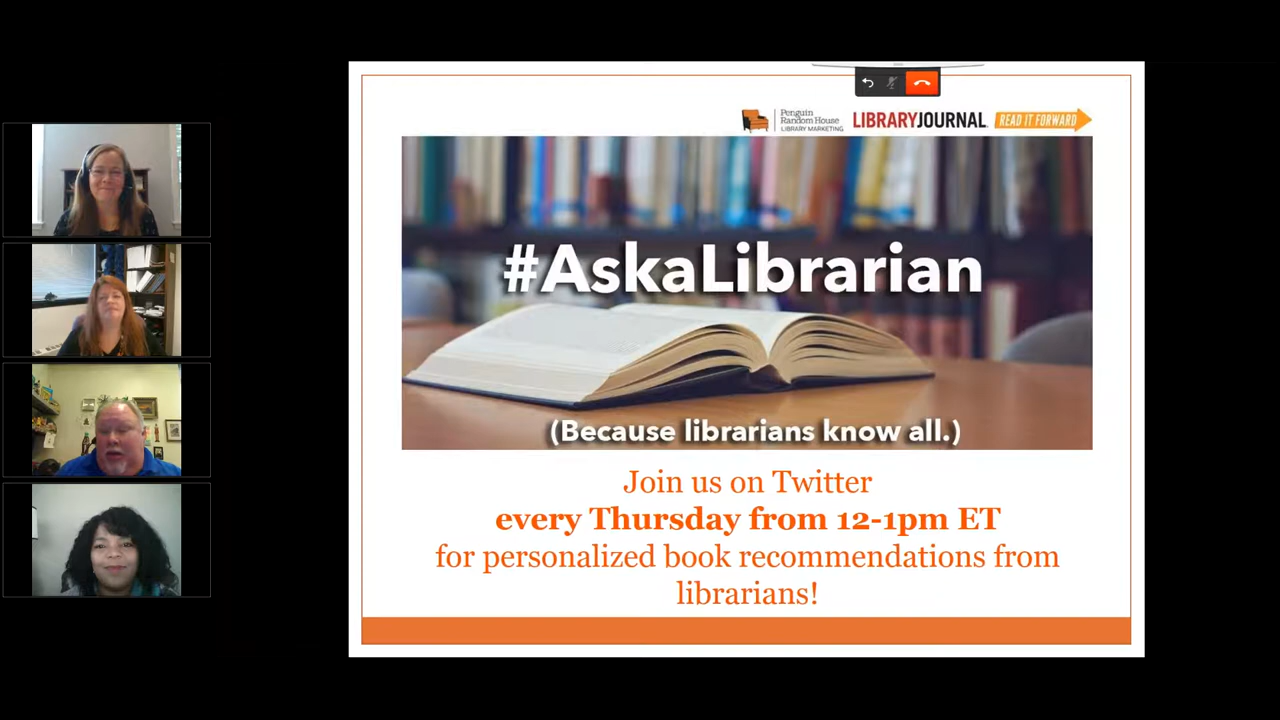 Penguin
Random House
LIBRARY MARKETING
LIBRARYJOURNAL
READ IT FORWARD
#AskaLibrarian
(Because librarians know all.)
Join us on Twitter
every Thursday from 12-1pm ET
for personalized book recommendations from
librarians!